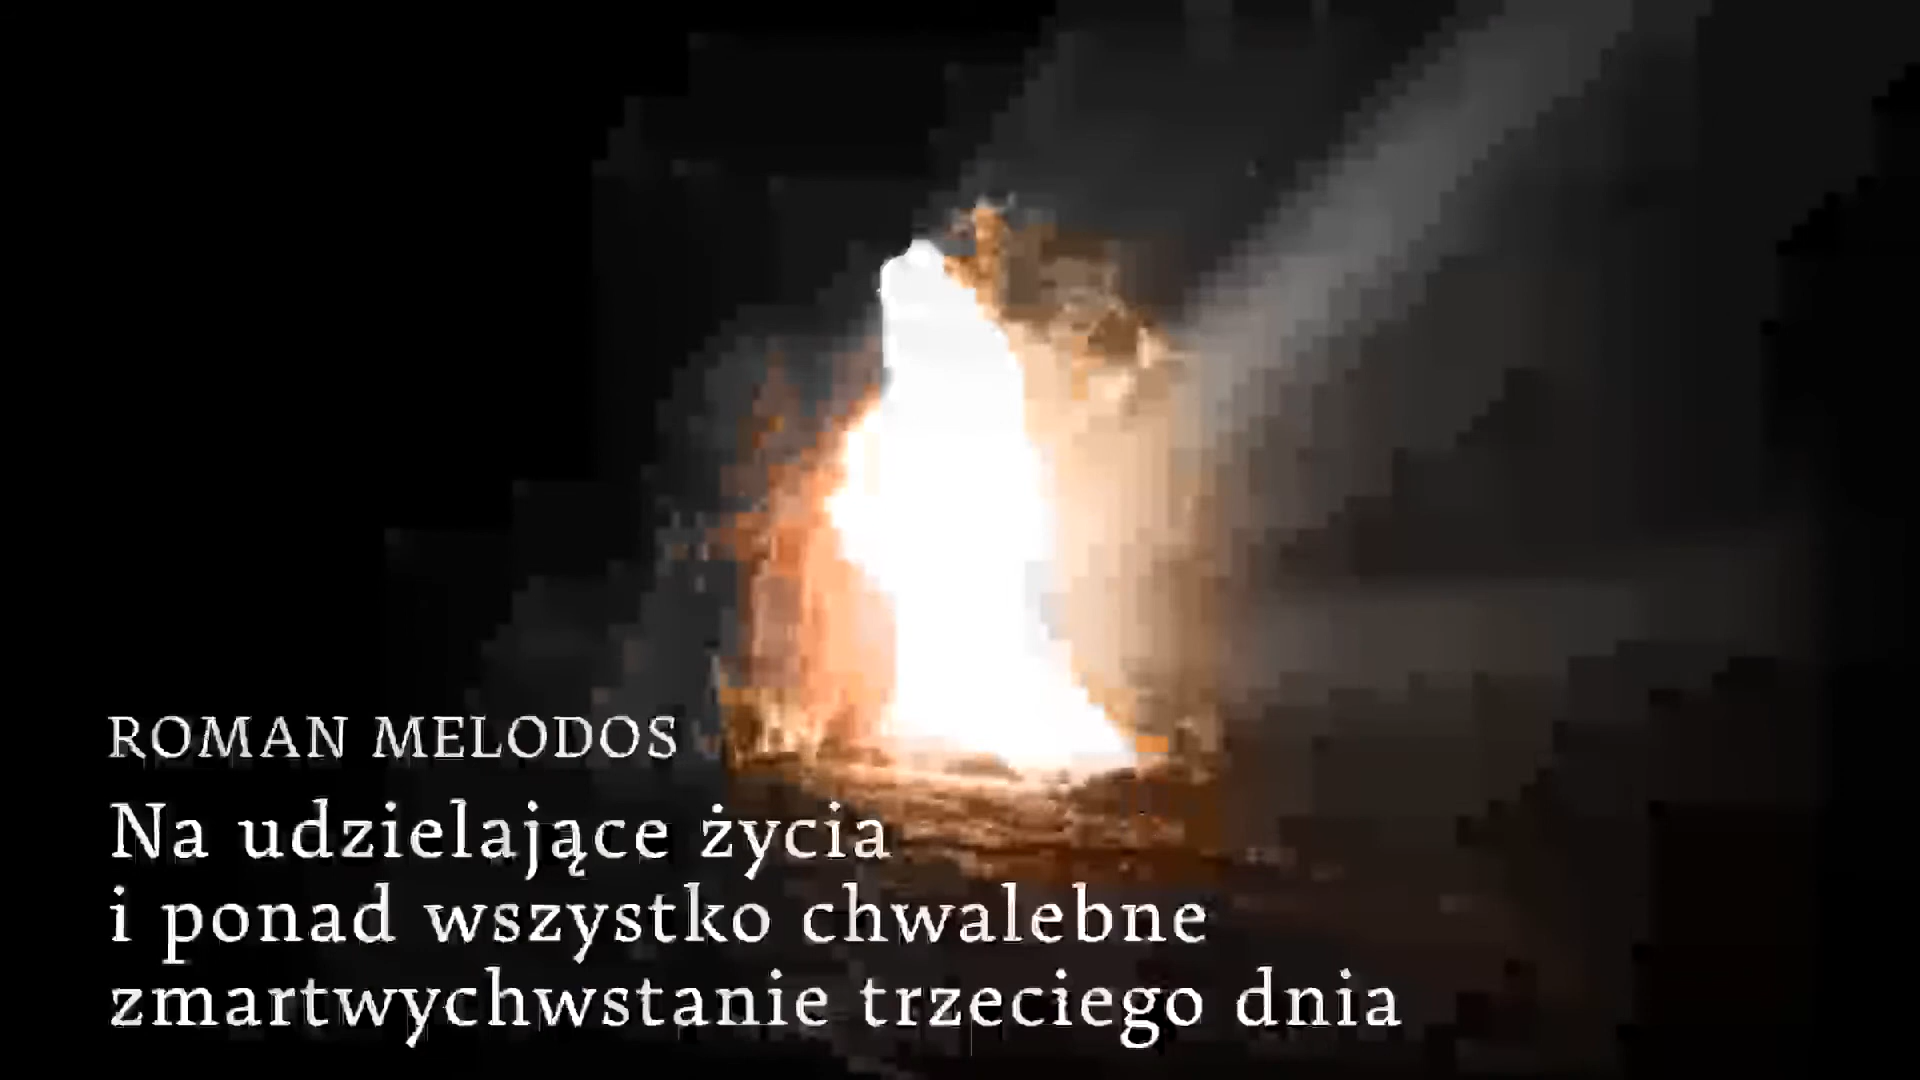 ROMAN MELODOS
Na udzielające życia
i ponad wszystko chwalebne
zmartwychwstanie trzeciego dnia